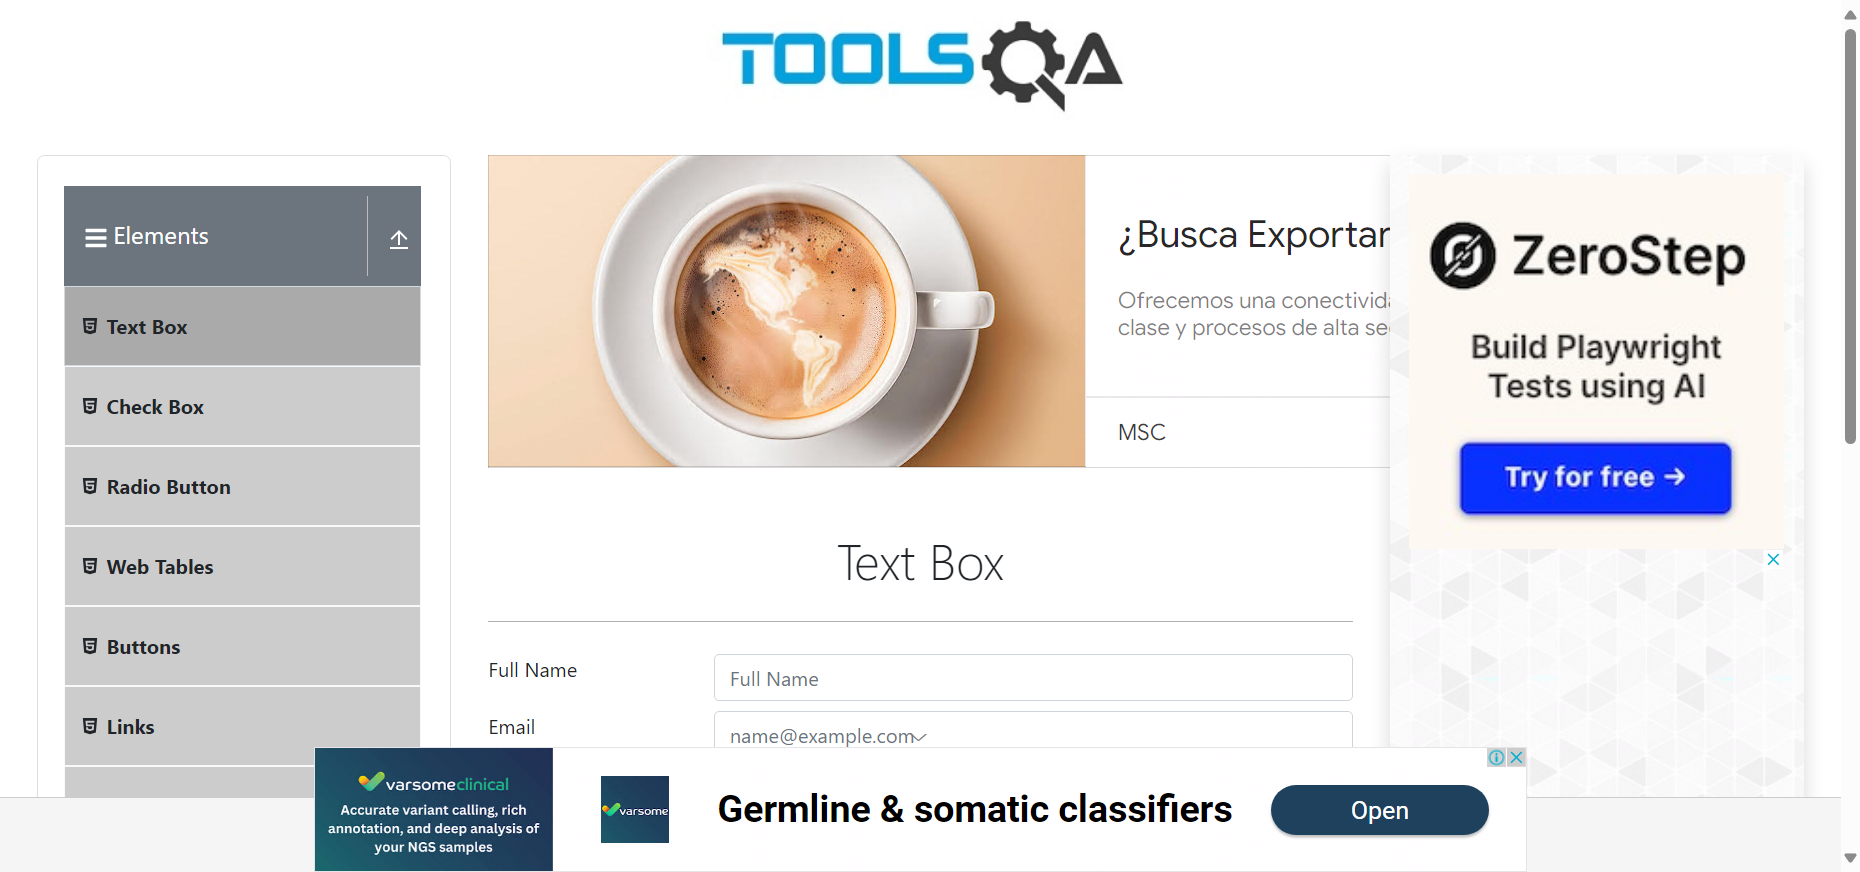 TOOLSQA
Elements
Text Box
Check Box
Radio Button
Web Tables
Buttons
Links
¿Busca Exportar
Ofrecemos una conectivida
clase y procesos de alta se
MSC
ZeroStep
Build Playwright
Tests using AI
Try for free →
Text Box
Full Name
Full Name
Email
name@example.com
varsomeclinical
Accurate variant calling, rich
annotation, and deep analysis of
your NGS samples
varsome
Germline & somatic classifiers
Open